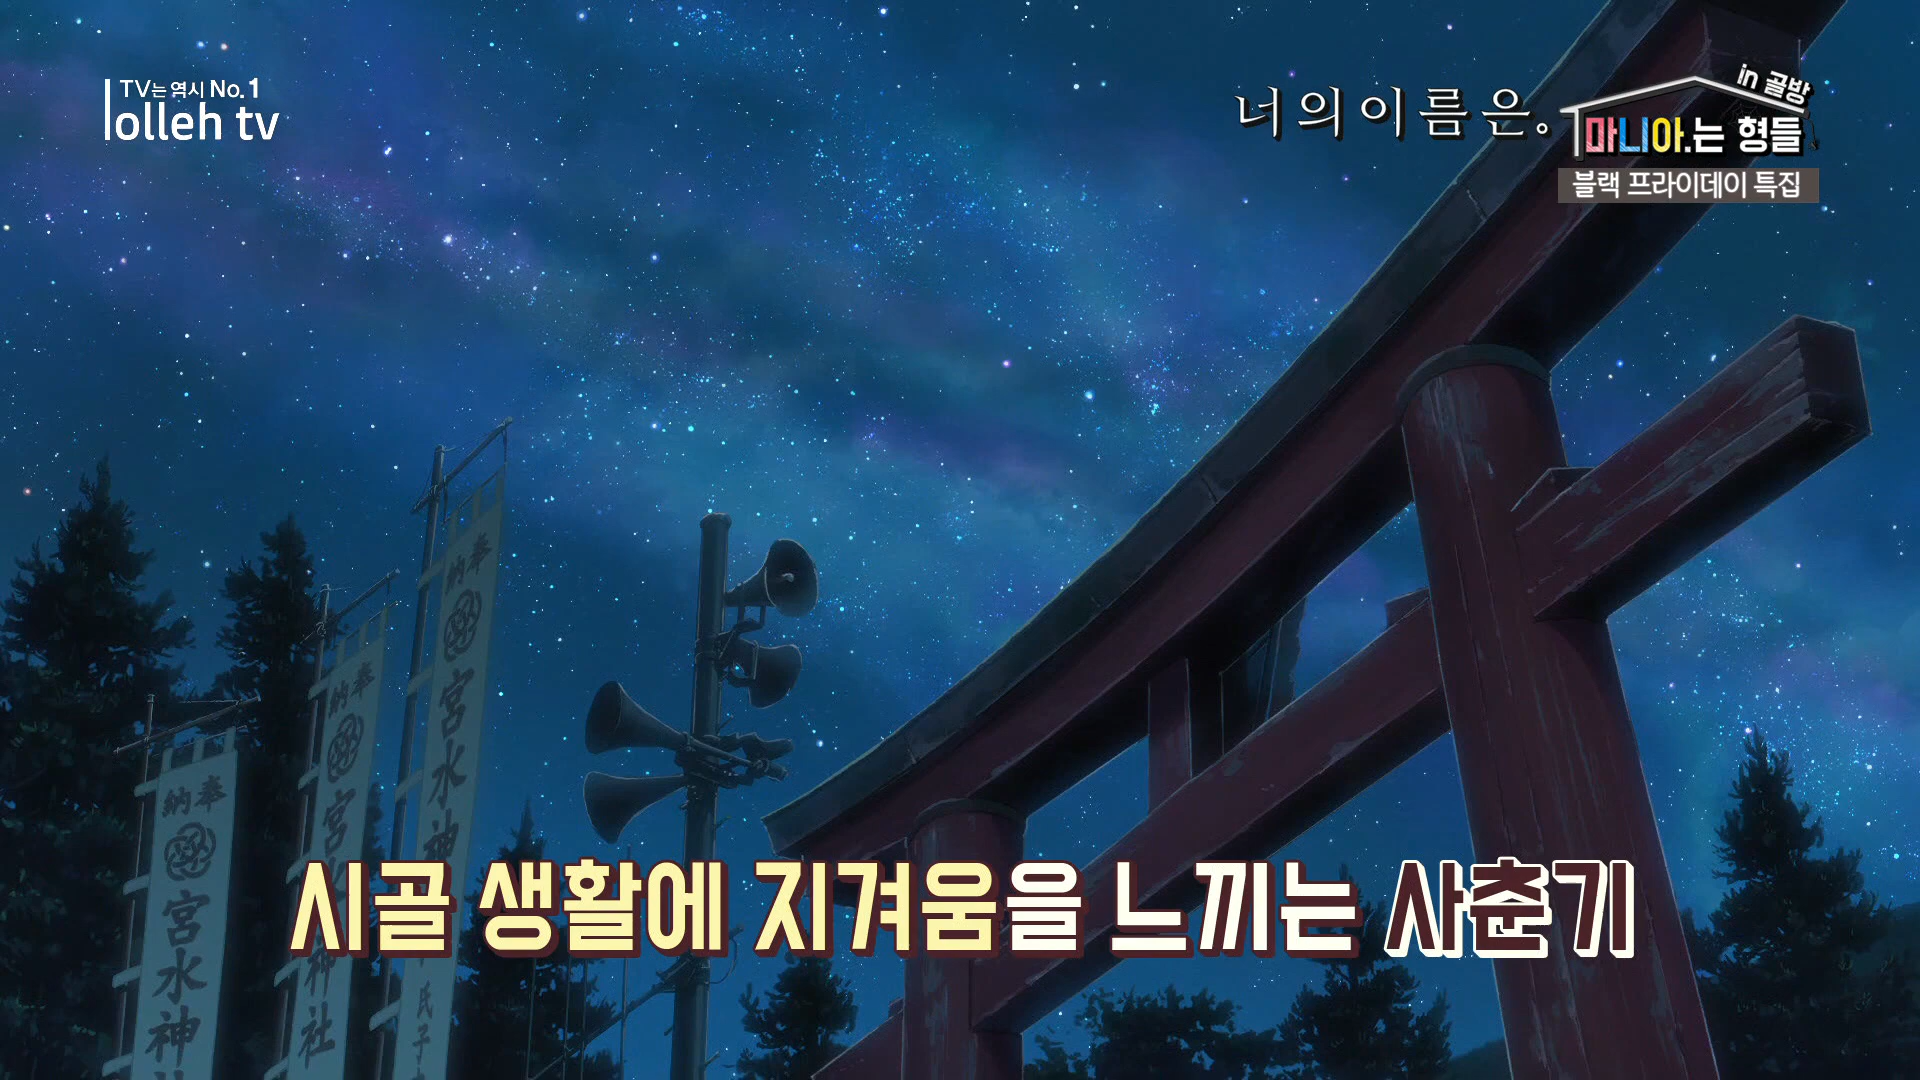 TV는 역시 No.1
olleh tv
너의 이름은.
in 골방
마니아.는 형들
블랙 프라이데이 특집
奉納
宮水神
奉納
宮
神社
奉納
宮水神
氏子
시골 생활에 지겨움을 느끼는 사춘기